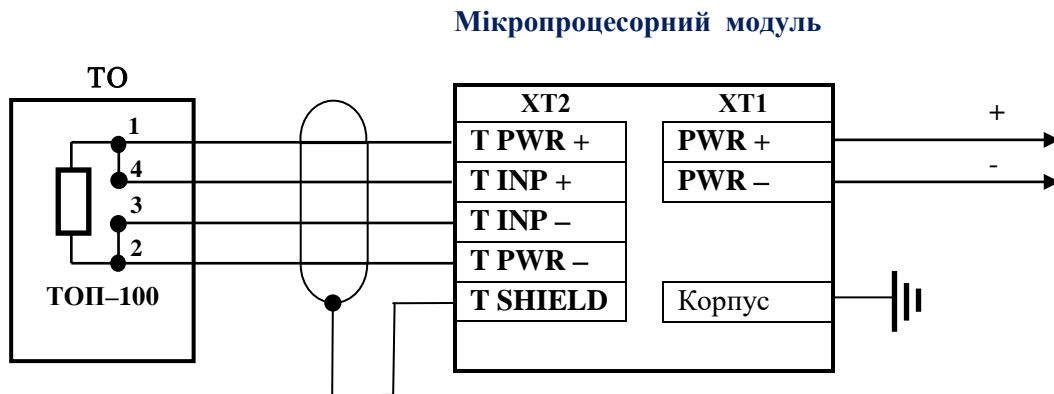 Мікропроцесорний модуль
ТО
1
4
3
2
ТОП–100
XT2
T PWR +
T INP +
T INP –
T PWR –
T SHIELD
XT1
PWR +
PWR –
Корпус
+
-